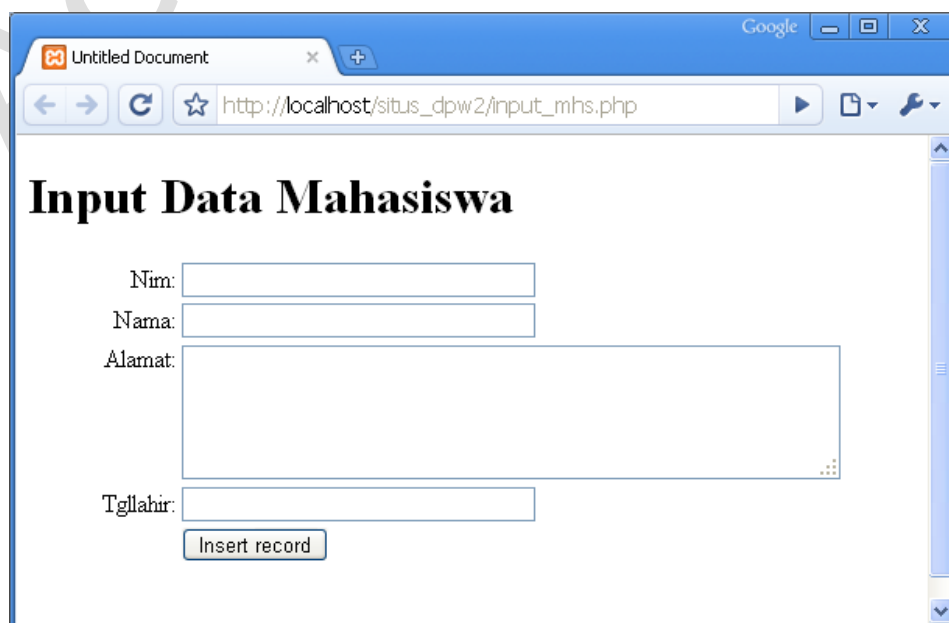 Google
Untitled Document
http://localhost/situs_dpw2/input_mhs.php
Input Data Mahasiswa
Nim:
Nama:
Alamat:
Tgllahir:
Insert record